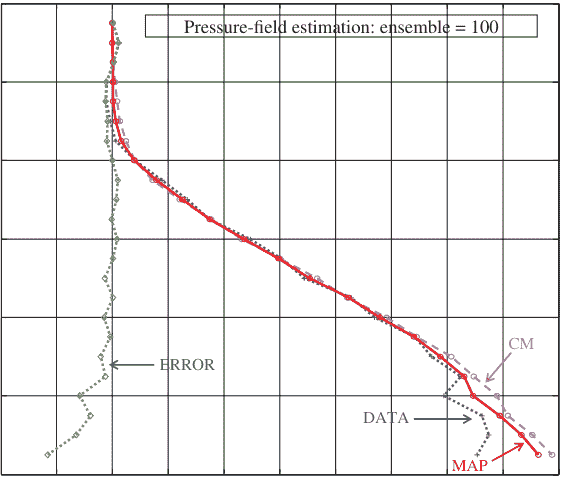 Pressure-field estimation: ensemble = 100
CM
ERROR
DATA
MAP